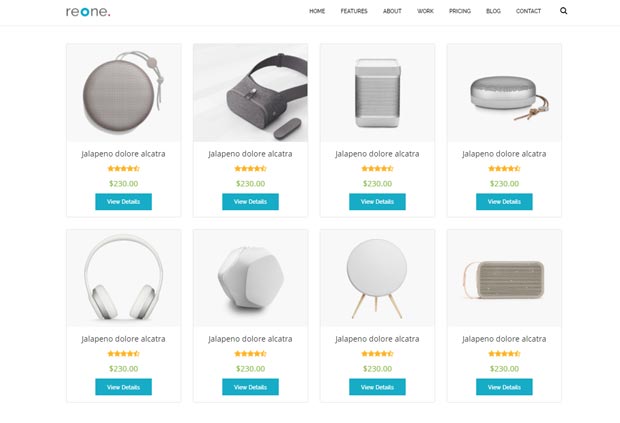 reone.
HOME FEATURES ABOUT WORK PRICING BLOG CONTACT
Jalapeno dolore alcatra Jalapeno dolore alcatra Jalapeno dolore alcatra Jalapeno dolore alcatra
$230.00 $230.00 $230.00 $230.00
View Details View Details View Details View Details
Jalapeno dolore alcatra Jalapeno dolore alcatra Jalapeno dolore alcatra Jalapeno dolore alcatra
$230.00 $230.00 $230.00 $230.00
View Details View Details View Details View Details